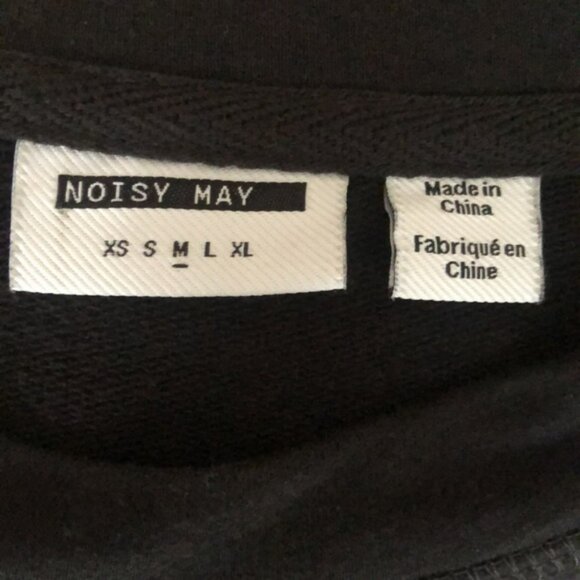 NOISY MAY
XS S M L XL
Made in
China
Fabriqué en
Chine